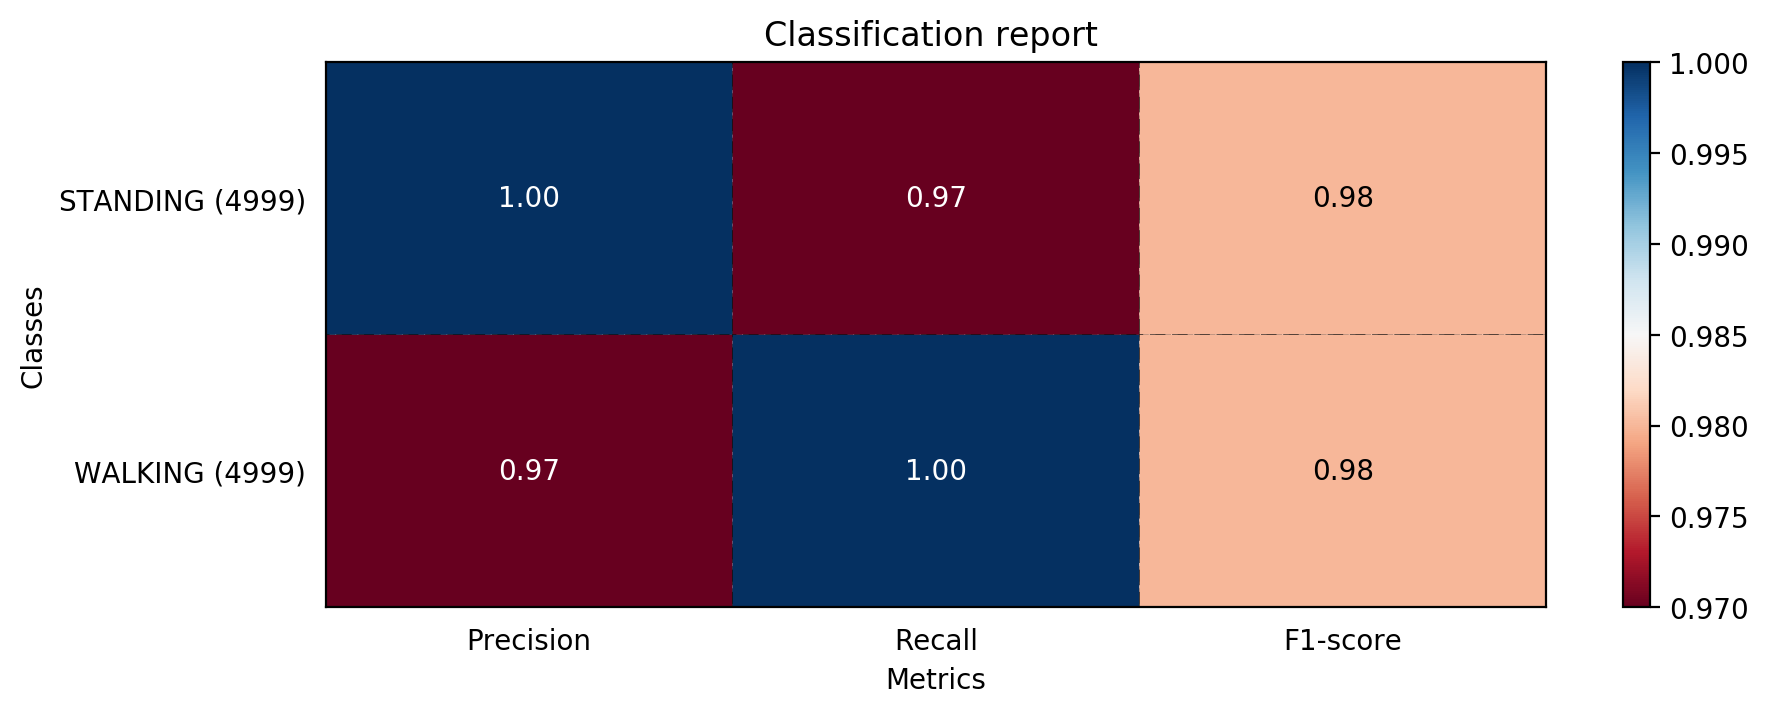 Classification report
STANDING (4999)
1.00
0.97
0.98
WALKING (4999)
0.97
1.00
0.98
Classes
Precision
Recall
F1-score
Metrics
1.000
0.995
0.990
0.985
0.980
0.975
0.970